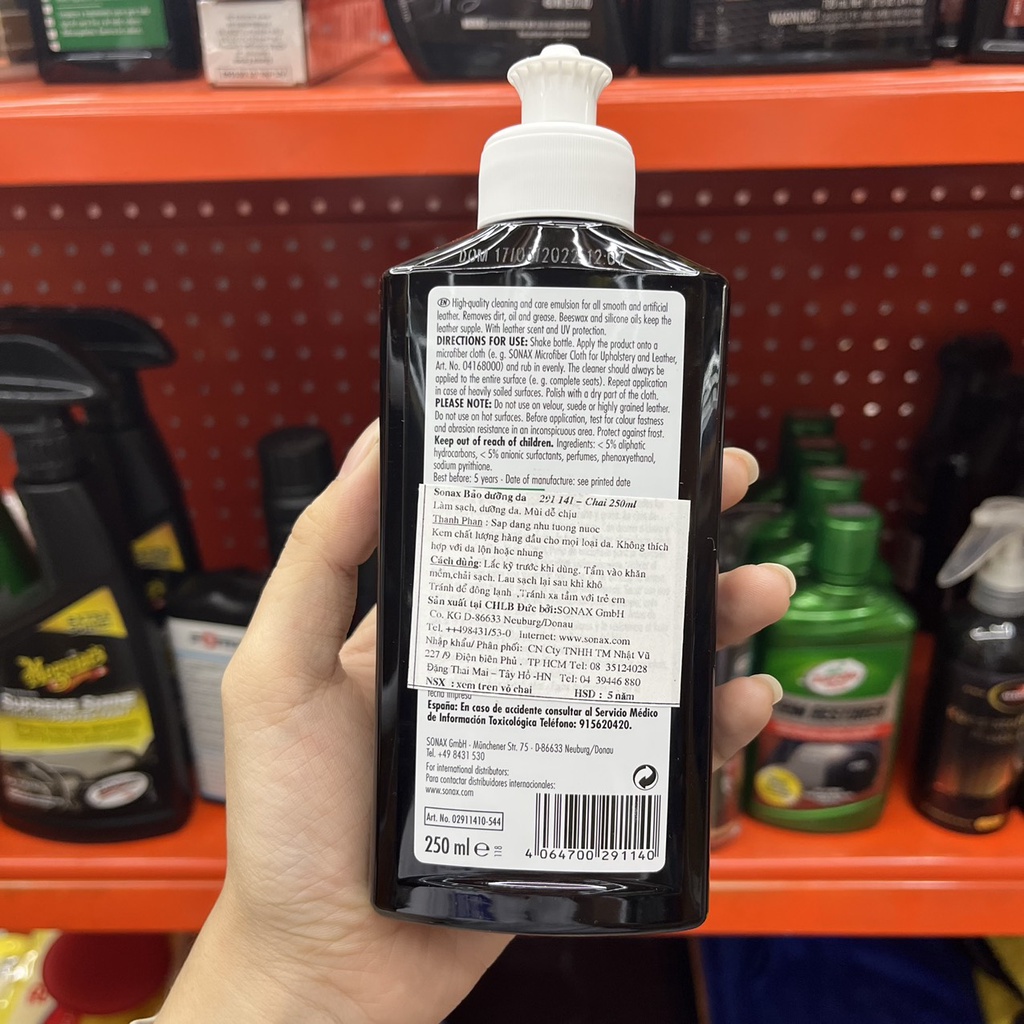 WARNING!
DOM 17/03/2022 12:07
EN High-quality cleaning and care emulsion for all smooth and artificial
leather. Removes dirt, oil and grease. Beeswax and silicone oils keep the
leather supple. With leather scent and UV protection.
DIRECTIONS FOR USE: Shake bottle. Apply the product onto a
microfiber cloth (e. g. SONAX Microfiber Cloth for Upholstery and Leather,
Art. No. 04168000) and rub in evenly. The cleaner should always be
applied to the entire surface (e. g. complete seats). Repeat application
in case of heavily soiled surfaces. Polish with a dry part of the cloth.
PLEASE NOTE: Do not use on velour, suede or highly grained leather.
Do not use on hot surfaces. Before application, test for colour fastness
and abrasion resistance in an inconspicuous area. Protect against frost.
Keep out of reach of children. Ingredients: < 5% aliphatic
hydrocarbons, < 5% anionic surfactants, perfumes, phenoxyethanol,
sodium pyrithione.
Best before: 5 years - Date of manufacture: see printed date
Sonax Bảo dưỡng da 291 141 – Chai 250ml
Làm sạch, dưỡng da. Mùi dễ chịu
Thanh Phan : Sap dang nhu tuong nuoc
Kem chất lượng hàng đầu cho mọi loại da. Không thích
hợp với da lộn hoặc nhung
Cách dùng: Lắc kỹ trước khi dùng. Tẩm vào khăn
mềm,chải sạch. Lau sạch lại sau khi khô
Tránh để đông lạnh ,Tránh xa tầm với trẻ em
Sản xuất tại CHLB Đức bởi:SONAX GmbH
Co. KG D-86633 Neuburg/Donau
Tel. ++498431/53-0 Internet: www.sonax.com
Nhập khẩu/ Phân phối: CN Cty TNHH TM Nhật Vũ
227 /9 Điện biên Phủ . TP HCM Tel: 08 35124028
Đặng Thai Mai – Tây Hồ -HN Tel: 04 39446 880
NSX : xem tren vỏ chai HSD : 5 năm
fecha impresa
España: En caso de accidente consultar al Servicio Médico
de Información Toxicológica Teléfono: 915620420.
SONAX GmbH - Münchener Str. 75 - D-86633 Neuburg/Donau
Tel. +49 8431 530
For international distributors:
Para contactar distribuidores internacionales:
www.sonax.com
Art. No. 02911410-544
250 ml e 118
4 064700 291140
Meguiar's